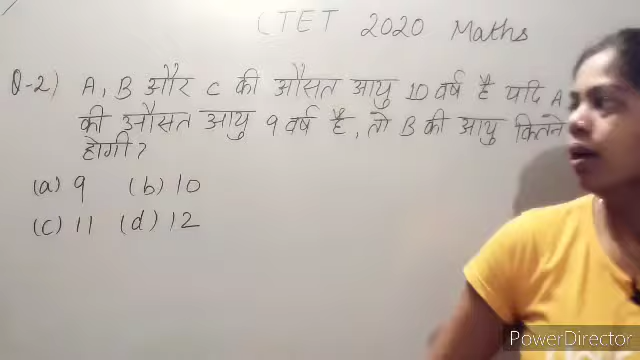 CTET 2020 Maths
Q-2) A, B और C की औसत आयु 10 वर्ष है यदि A
की औसत आयु 9 वर्ष है, तो B की आयु कितने
होगी?
(a) 9 (b) 10
(c) 11 (d) 12
PowerDirector